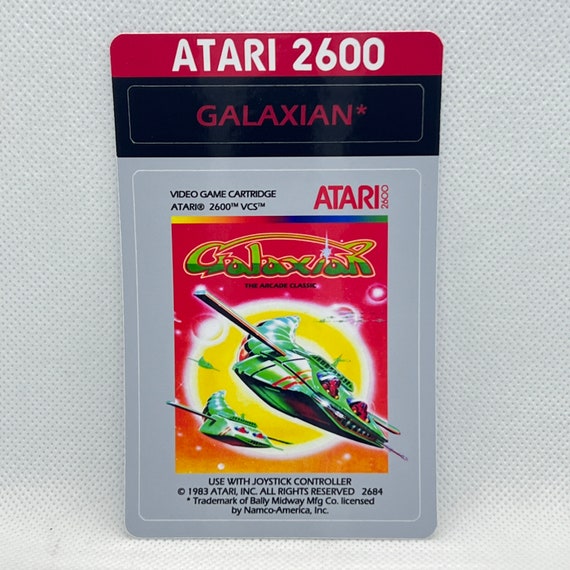 ATARI 2600
GALAXIAN*
VIDEO GAME CARTRIDGE
ATARI® 2600™ VCS™
ATARI 2600
Galaxian
THE ARCADE CLASSIC
USE WITH JOYSTICK CONTROLLER
© 1983 ATARI, INC. ALL RIGHTS RESERVED 2684
* Trademark of Bally Midway Mfg Co. licensed
by Namco-America, Inc.